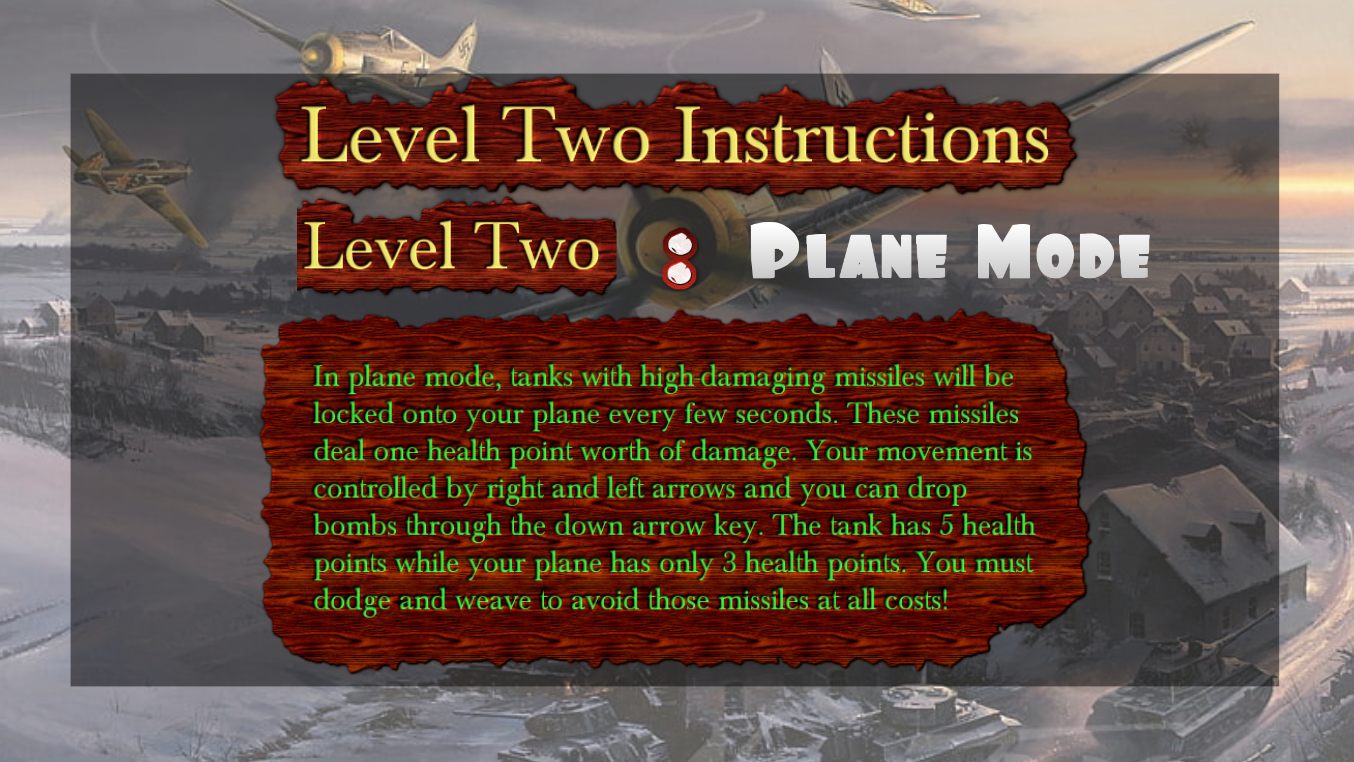 Level Two Instructions
Level Two : PLANE MODE
In plane mode, tanks with high-damaging missiles will be
locked onto your plane every few seconds. These missiles
deal one health point worth of damage. Your movement is
controlled by right and left arrows and you can drop
bombs through the down arrow key. The tank has 5 health
points while your plane has only 3 health points. You must
dodge and weave to avoid those missiles at all costs!